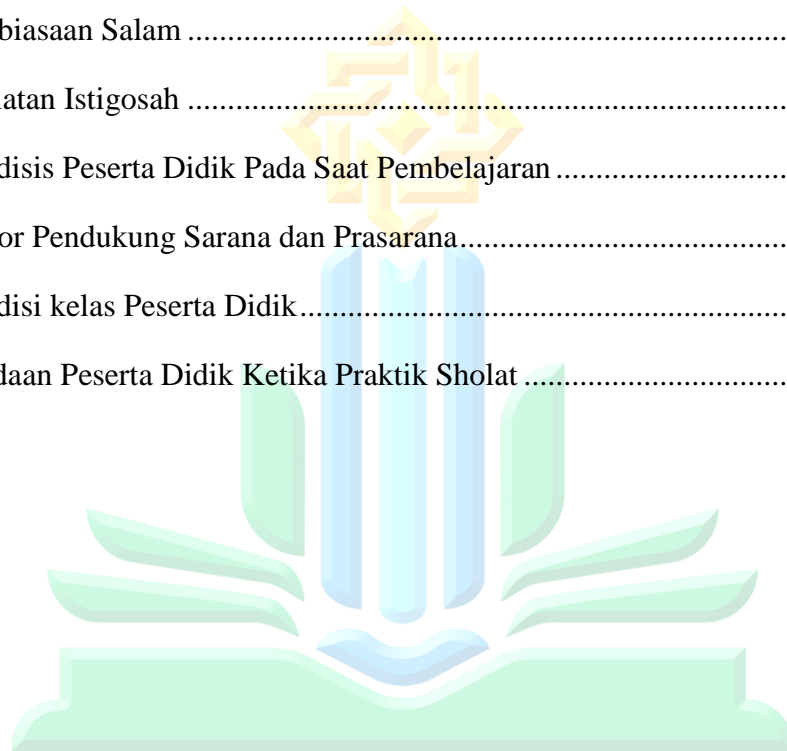 biasaan Salam ...........................................................................
iatan Istigosah ...........................................................................
disis Peserta Didik Pada Saat Pembelajaran .............................
or Pendukung Sarana dan Prasarana.........................................
disi kelas Peserta Didik.............................................................
daan Peserta Didik Ketika Praktik Sholat .................................